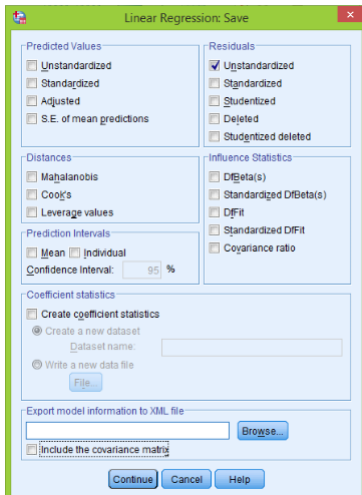 Linear Regression: Save
Predicted Values
Unstandardized
Standardized
Adjusted
S.E. of mean predictions
Residuals
Unstandardized
Standardized
Studentized
Deleted
Studentized deleted
Distances
Mahalanobis
Cook's
Leverage values
Influence Statistics
DfBeta(s)
Standardized DfBeta(s)
DfFit
Standardized DfFit
Covariance ratio
Prediction Intervals
Mean Individual
Confidence Interval: 95 %
Coefficient statistics
Create coefficient statistics
Create a new dataset
Dataset name:
Write a new data file
File...
Export model information to XML file
Browse...
Include the covariance matrix
Continue Cancel Help